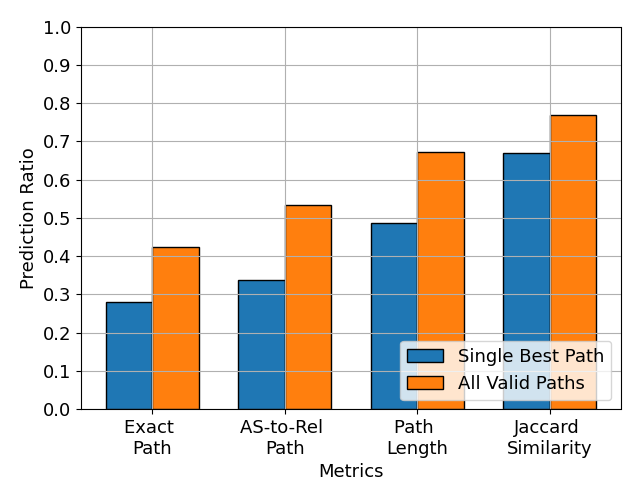 1.0
0.9
0.8
0.7
0.6
0.5
0.4
0.3
0.2
0.1
0.0
Prediction Ratio
Single Best Path
All Valid Paths
Exact
Path
AS-to-Rel
Path
Path
Length
Jaccard
Similarity
Metrics